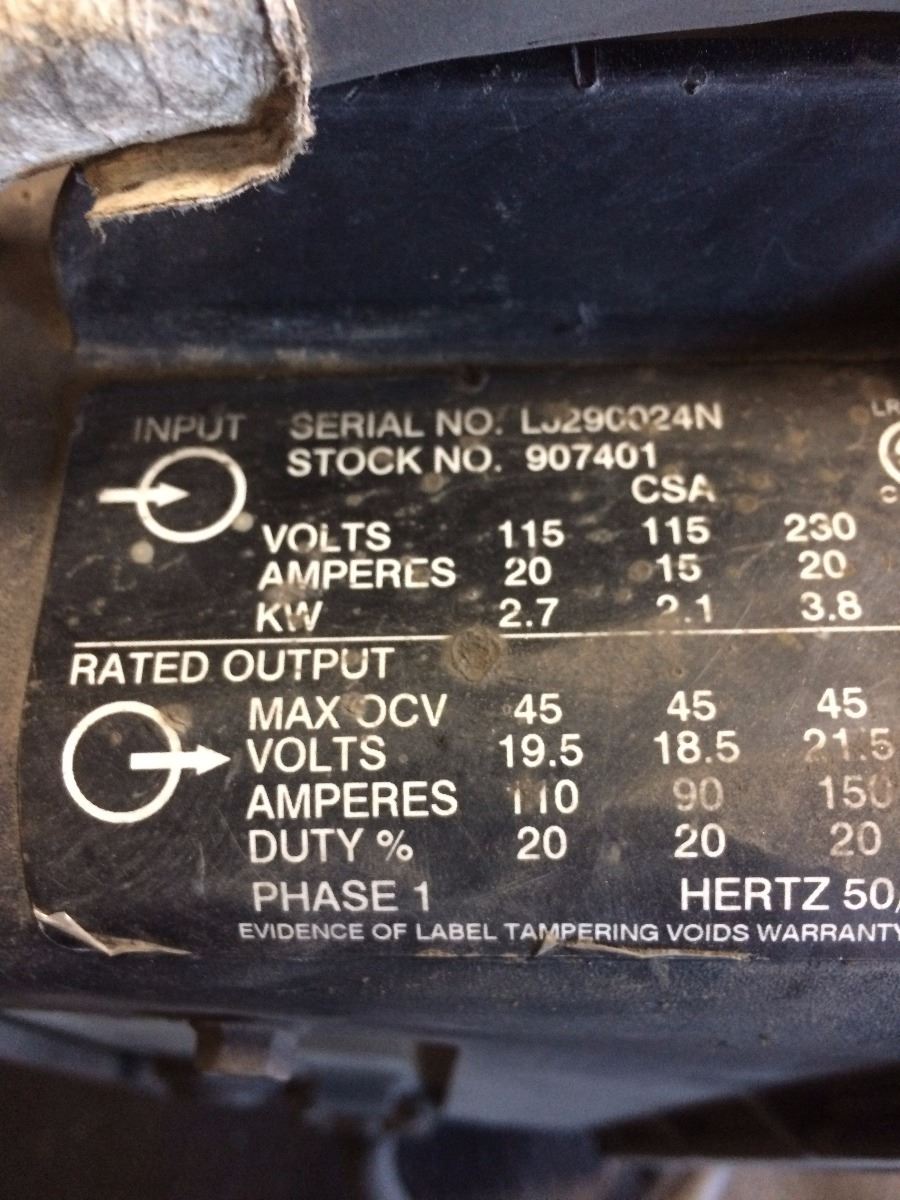 INPUT SERIAL NO. LJ290024N
STOCK NO. 907401
CSA
VOLTS 115 115 230
AMPERES 20 15 20
KW 2.7 2.1 3.8
RATED OUTPUT
MAX OCV 45 45 45
VOLTS 19.5 18.5 21.5
AMPERES 110 90 150
DUTY % 20 20 20
PHASE 1 HERTZ 50/
EVIDENCE OF LABEL TAMPERING VOIDS WARRANTY
LR